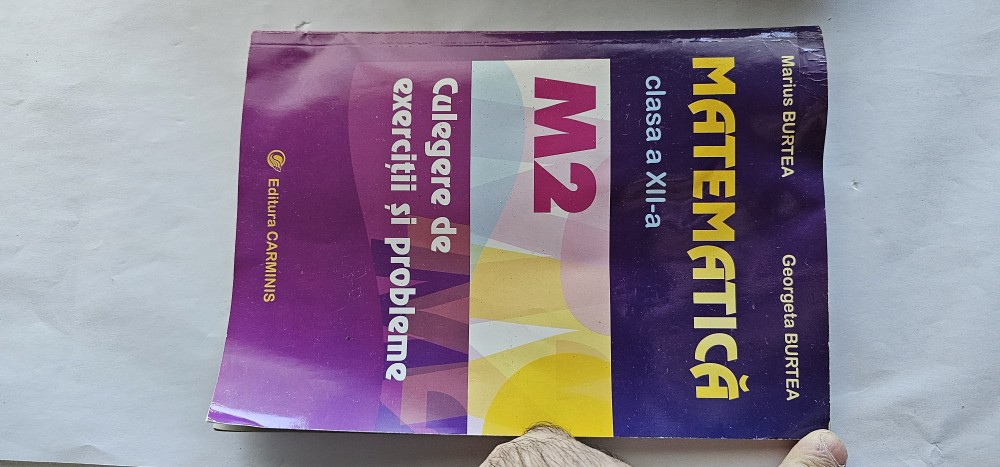 Marius BURTEA Georgeta BURTEA
MATEMATICĂ
clasa a XII-a
M2
Culegere de
exerciții și probleme
Editura CARMINIS